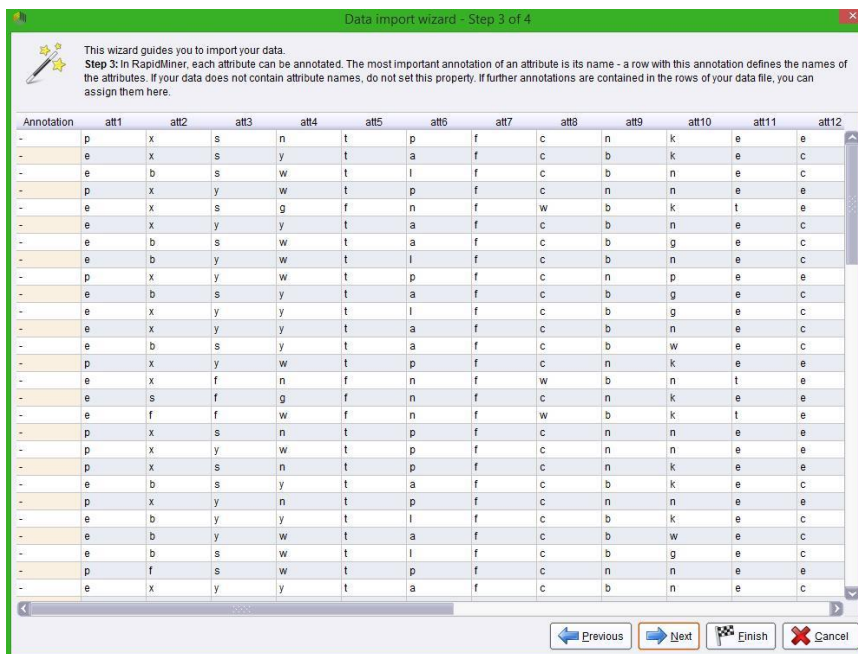 Data import wizard - Step 3 of 4
This wizard guides you to import your data.
Step 3: In RapidMiner, each attribute can be annotated. The most important annotation of an attribute is its name - a row with this annotation defines the names of
the attributes. If your data does not contain attribute names, do not set this property. If further annotations are contained in the rows of your data file, you can
assign them here.
Annotation att1 att2 att3 att4 att5 att6 att7 att8 att9 att10 att11 att12
- p x s n t p f c n k e e
- e x s y t a f c b k e c
- e b s w t l f c b n e c
- p x y w t p f c n n e e
- e x s g f n f w b k t e
- e x y y t a f c b n e c
- e b s w t a f c b g e c
- e b y w t l f c b n e c
- p x y w t p f c n p e e
- e b s y t a f c b g e c
- e x y y t l f c b g e c
- e x y y t a f c b n e c
- e b s y t a f c b w e c
- p x y w t p f c n k e e
- e x f n f n f w b n t e
- e s f g f n f c n k e e
- e f f w f n f w b k t e
- p x s n t p f c n n e e
- p x y w t p f c n n e e
- p x s n t p f c n k e e
- e b s y t a f c b k e c
- p x y n t p f c n n e e
- e b y y t l f c b k e c
- e b y w t a f c b w e c
- e b s w t l f c b g e c
- p f s w t p f c n n e e
- e x y y t a f c b n e c
Previous Next Finish Cancel